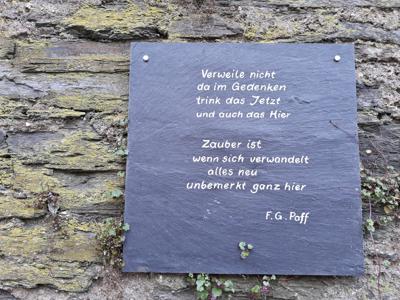 Verweile nicht
da im Gedenken
trink das Jetzt
und auch das Hier
Zauber ist
wenn sich verwandelt
alles neu
unbemerkt ganz hier
F.G. Paff